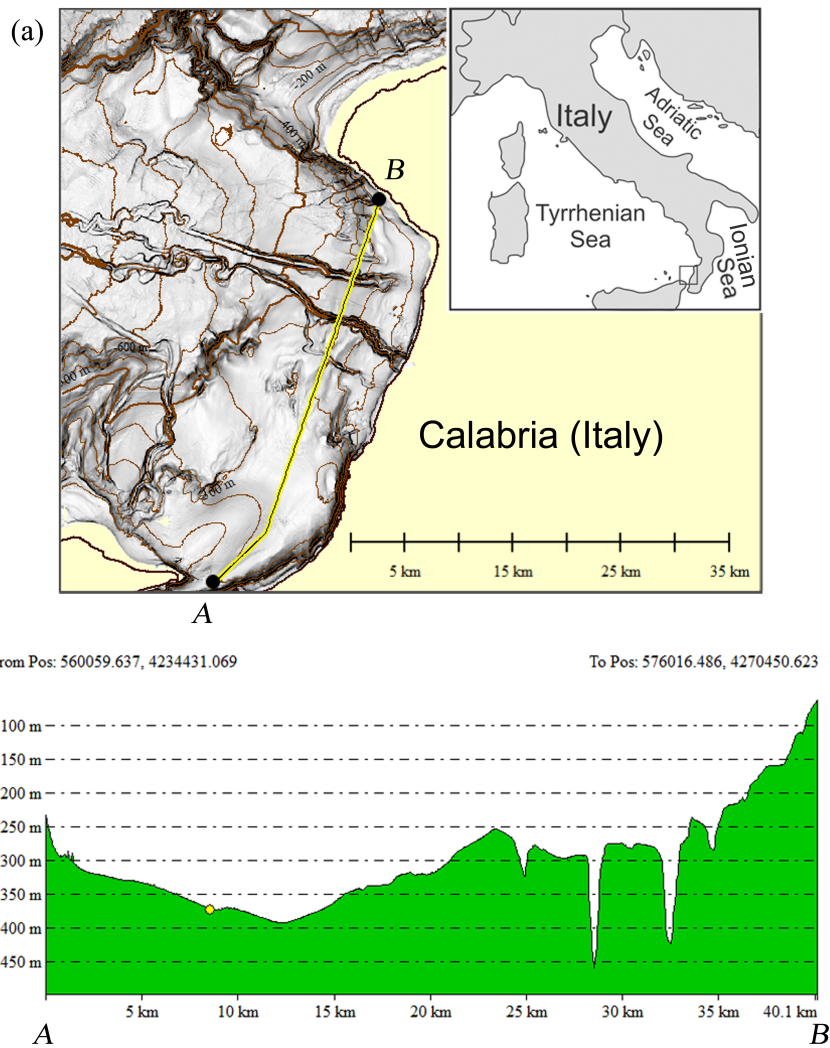 (a)
-200 m
400 m
B
Italy
Adriatic
Sea
Tyrrhenian
Sea
Ionian
Sea
-600 m
Calabria (Italy)
5 km
15 km
25 km
35 km
A
rom Pos: 560059.637, 4234431.069
To Pos: 576016.486, 4270450.623
100 m
150 m
200 m
250 m
300 m
350 m
400 m
450 m
5 km
10 km
15 km
20 km
25 km
30 km
35 km
40.1 km
A
B